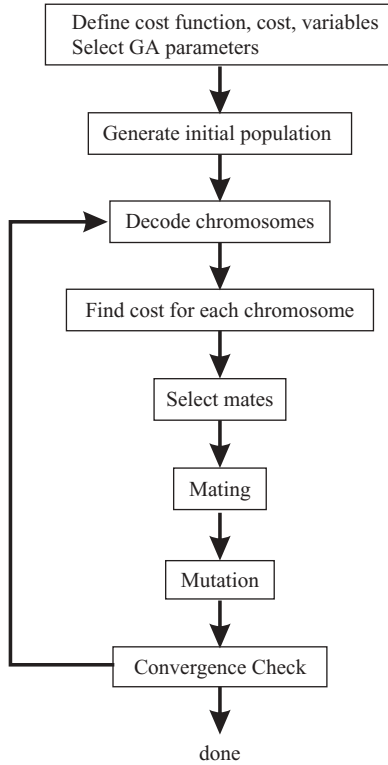 Define cost function, cost, variables
Select GA parameters
Generate initial population
Decode chromosomes
Find cost for each chromosome
Select mates
Mating
Mutation
Convergence Check
done